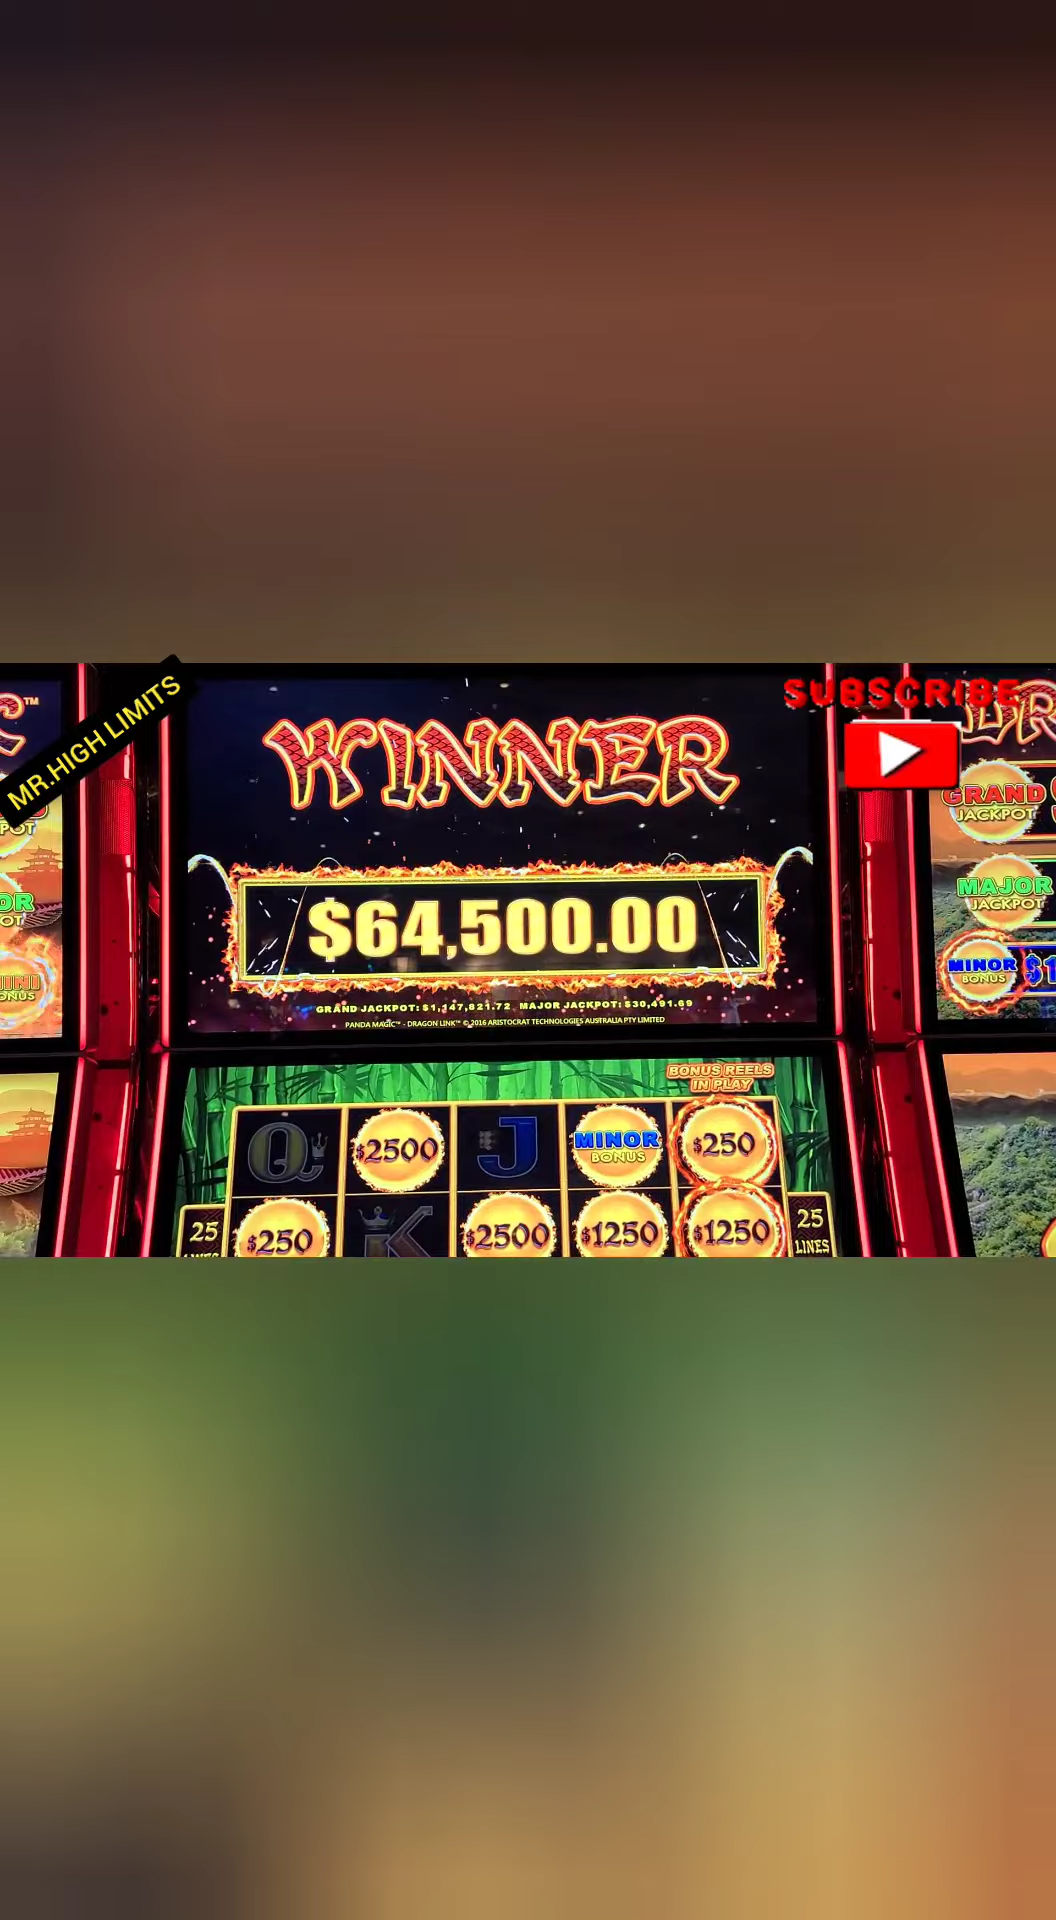 MR.HIGH LIMITS
SUBSCRIBE
WINNER
$64,500.00
GRAND JACKPOT: $1,147,821.72 MAJOR JACKPOT: $30,491.69
PANDA MAGIC™ - DRAGON LINK™ © 2016 ARISTOCRAT TECHNOLOGIES AUSTRALIA PTY LIMITED
GRAND
JACKPOT
MAJOR
JACKPOT
MINOR
BONUS
BONUS REELS
IN PLAY
Q $2500 J MINOR BONUS $250
25 LINES
$250 K $2500 $1250 $1250
25 LINES